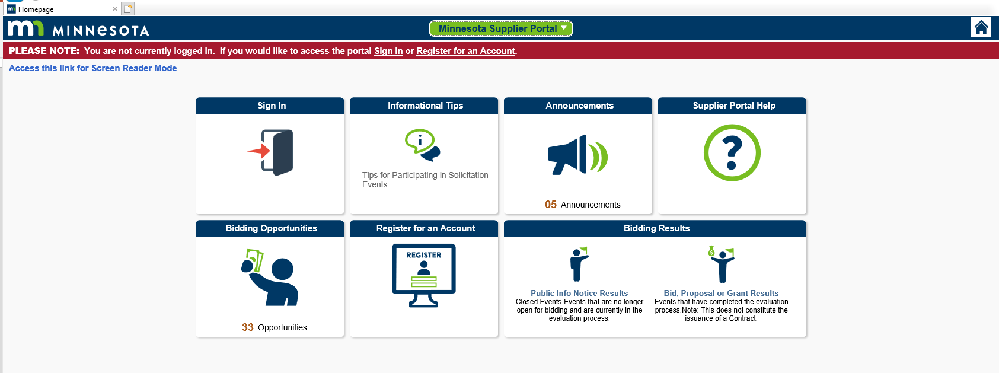 Homepage
mn MINNESOTA
Minnesota Supplier Portal
PLEASE NOTE: You are not currently logged in. If you would like to access the portal Sign In or Register for an Account.
Access this link for Screen Reader Mode
Sign In
Informational Tips
Tips for Participating in Solicitation
Events
Announcements
05 Announcements
Supplier Portal Help
Bidding Opportunities
33 Opportunities
Register for an Account
REGISTER
Bidding Results
Public Info Notice Results
Closed Events-Events that are no longer
open for bidding and are currently in the
evaluation process.
Bid, Proposal or Grant Results
Events that have completed the evaluation
process.Note: This does not constitute the
issuance of a Contract.